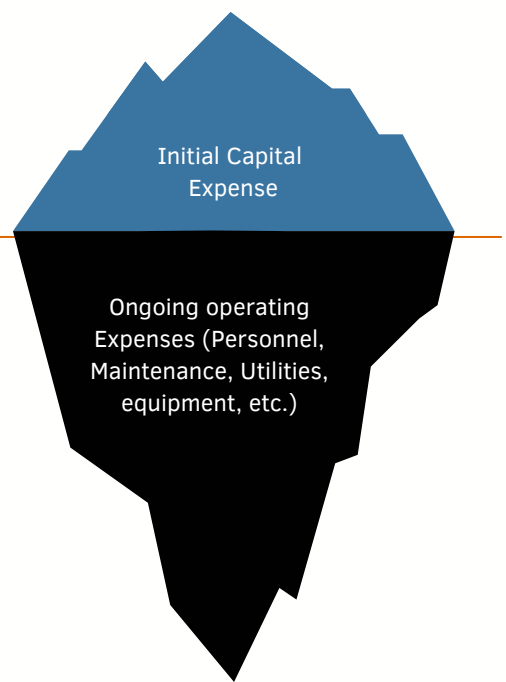 Initial Capital
Expense
Ongoing operating
Expenses (Personnel,
Maintenance, Utilities,
equipment, etc.)